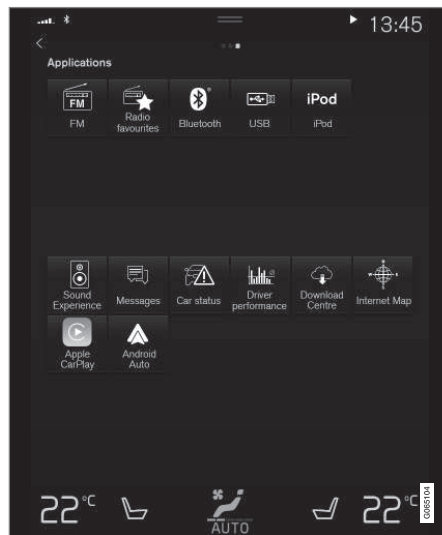 13:45
Applications
FM
iPod
FM
Radio
favourites
Bluetooth
USB
iPod
Sound
Experience
Messages
Car status
Driver
performance
Download
Centre
Internet Map
Apple
CarPlay
Android
Auto
22°C
AUTO
22°C
G065104